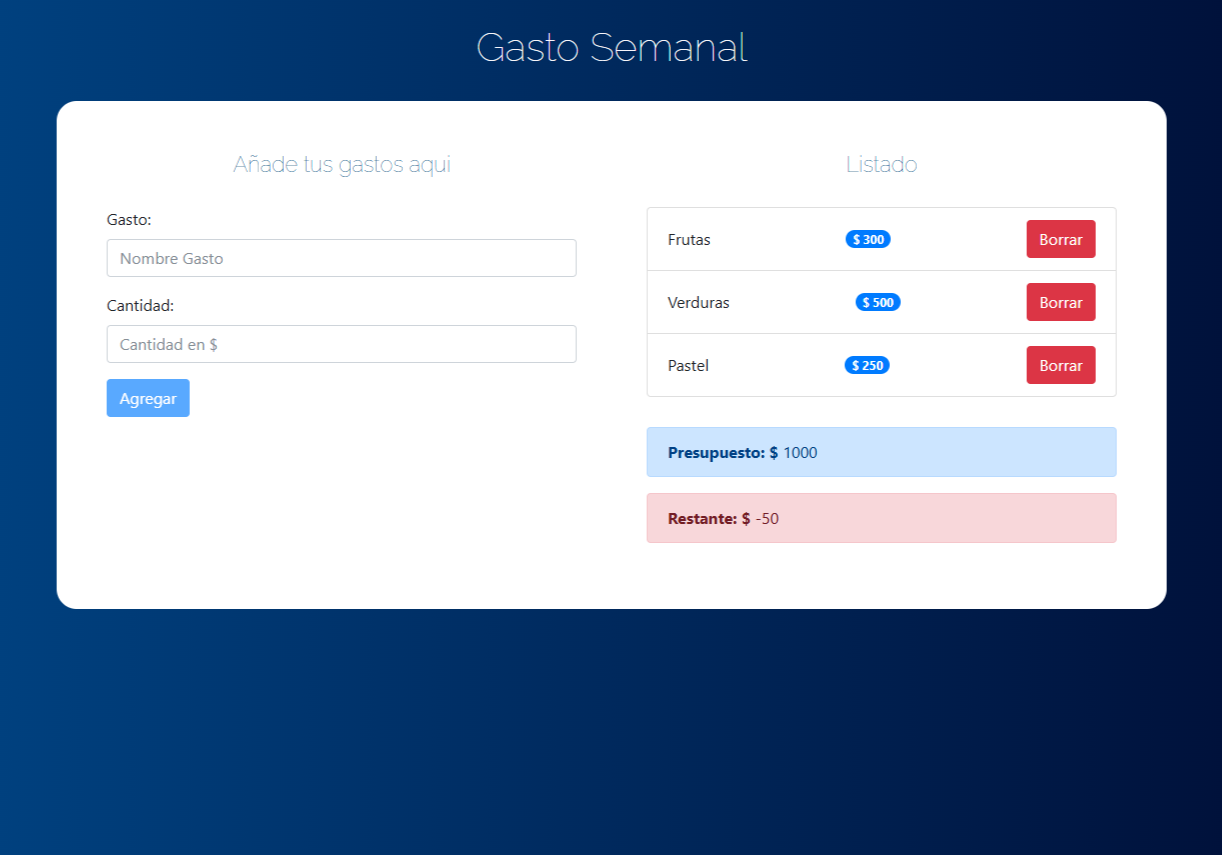 Gasto Semanal
Añade tus gastos aqui
Gasto:
Nombre Gasto
Cantidad:
Cantidad en $
Agregar
Listado
Frutas $ 300 Borrar
Verduras $ 500 Borrar
Pastel $ 250 Borrar
Presupuesto: $ 1000
Restante: $ -50